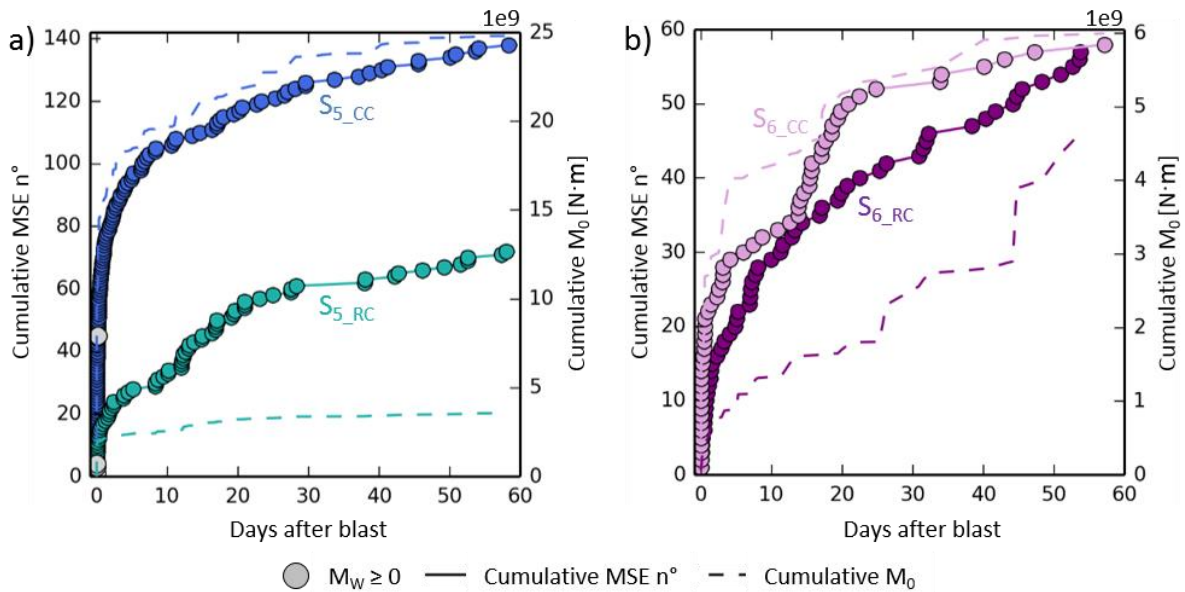 a)
1e9
140
120
100
80
60
40
20
0
Cumulative MSE n°
25
20
15
10
5
0
Cumulative M₀ [N·m]
S₅_CC
S₅_RC
0 10 20 30 40 50 60
Days after blast
b)
1e9
60
50
40
30
20
10
0
Cumulative MSE n°
6
5
4
3
2
1
0
Cumulative M₀ [N·m]
S₆_CC
S₆_RC
0 10 20 30 40 50 60
Days after blast
M_W ≥ 0 Cumulative MSE n° Cumulative M₀